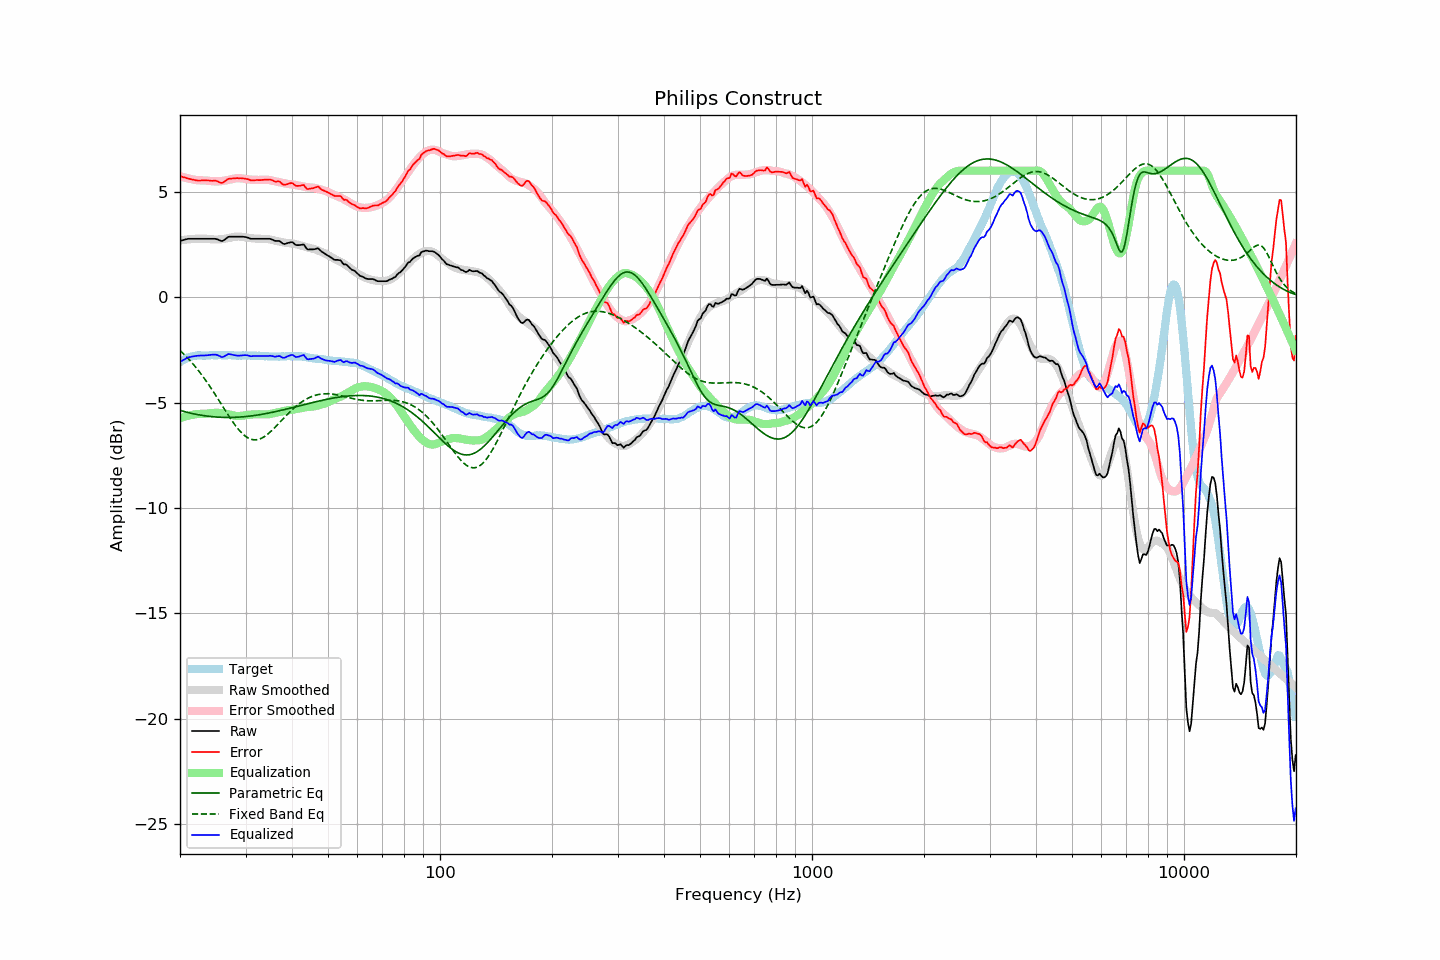 Philips Construct
Amplitude (dBr)
5
0
−5
−10
−15
−20
−25
Target
Raw Smoothed
Error Smoothed
Raw
Error
Equalization
Parametric Eq
Fixed Band Eq
Equalized
100
1000
10000
Frequency (Hz)